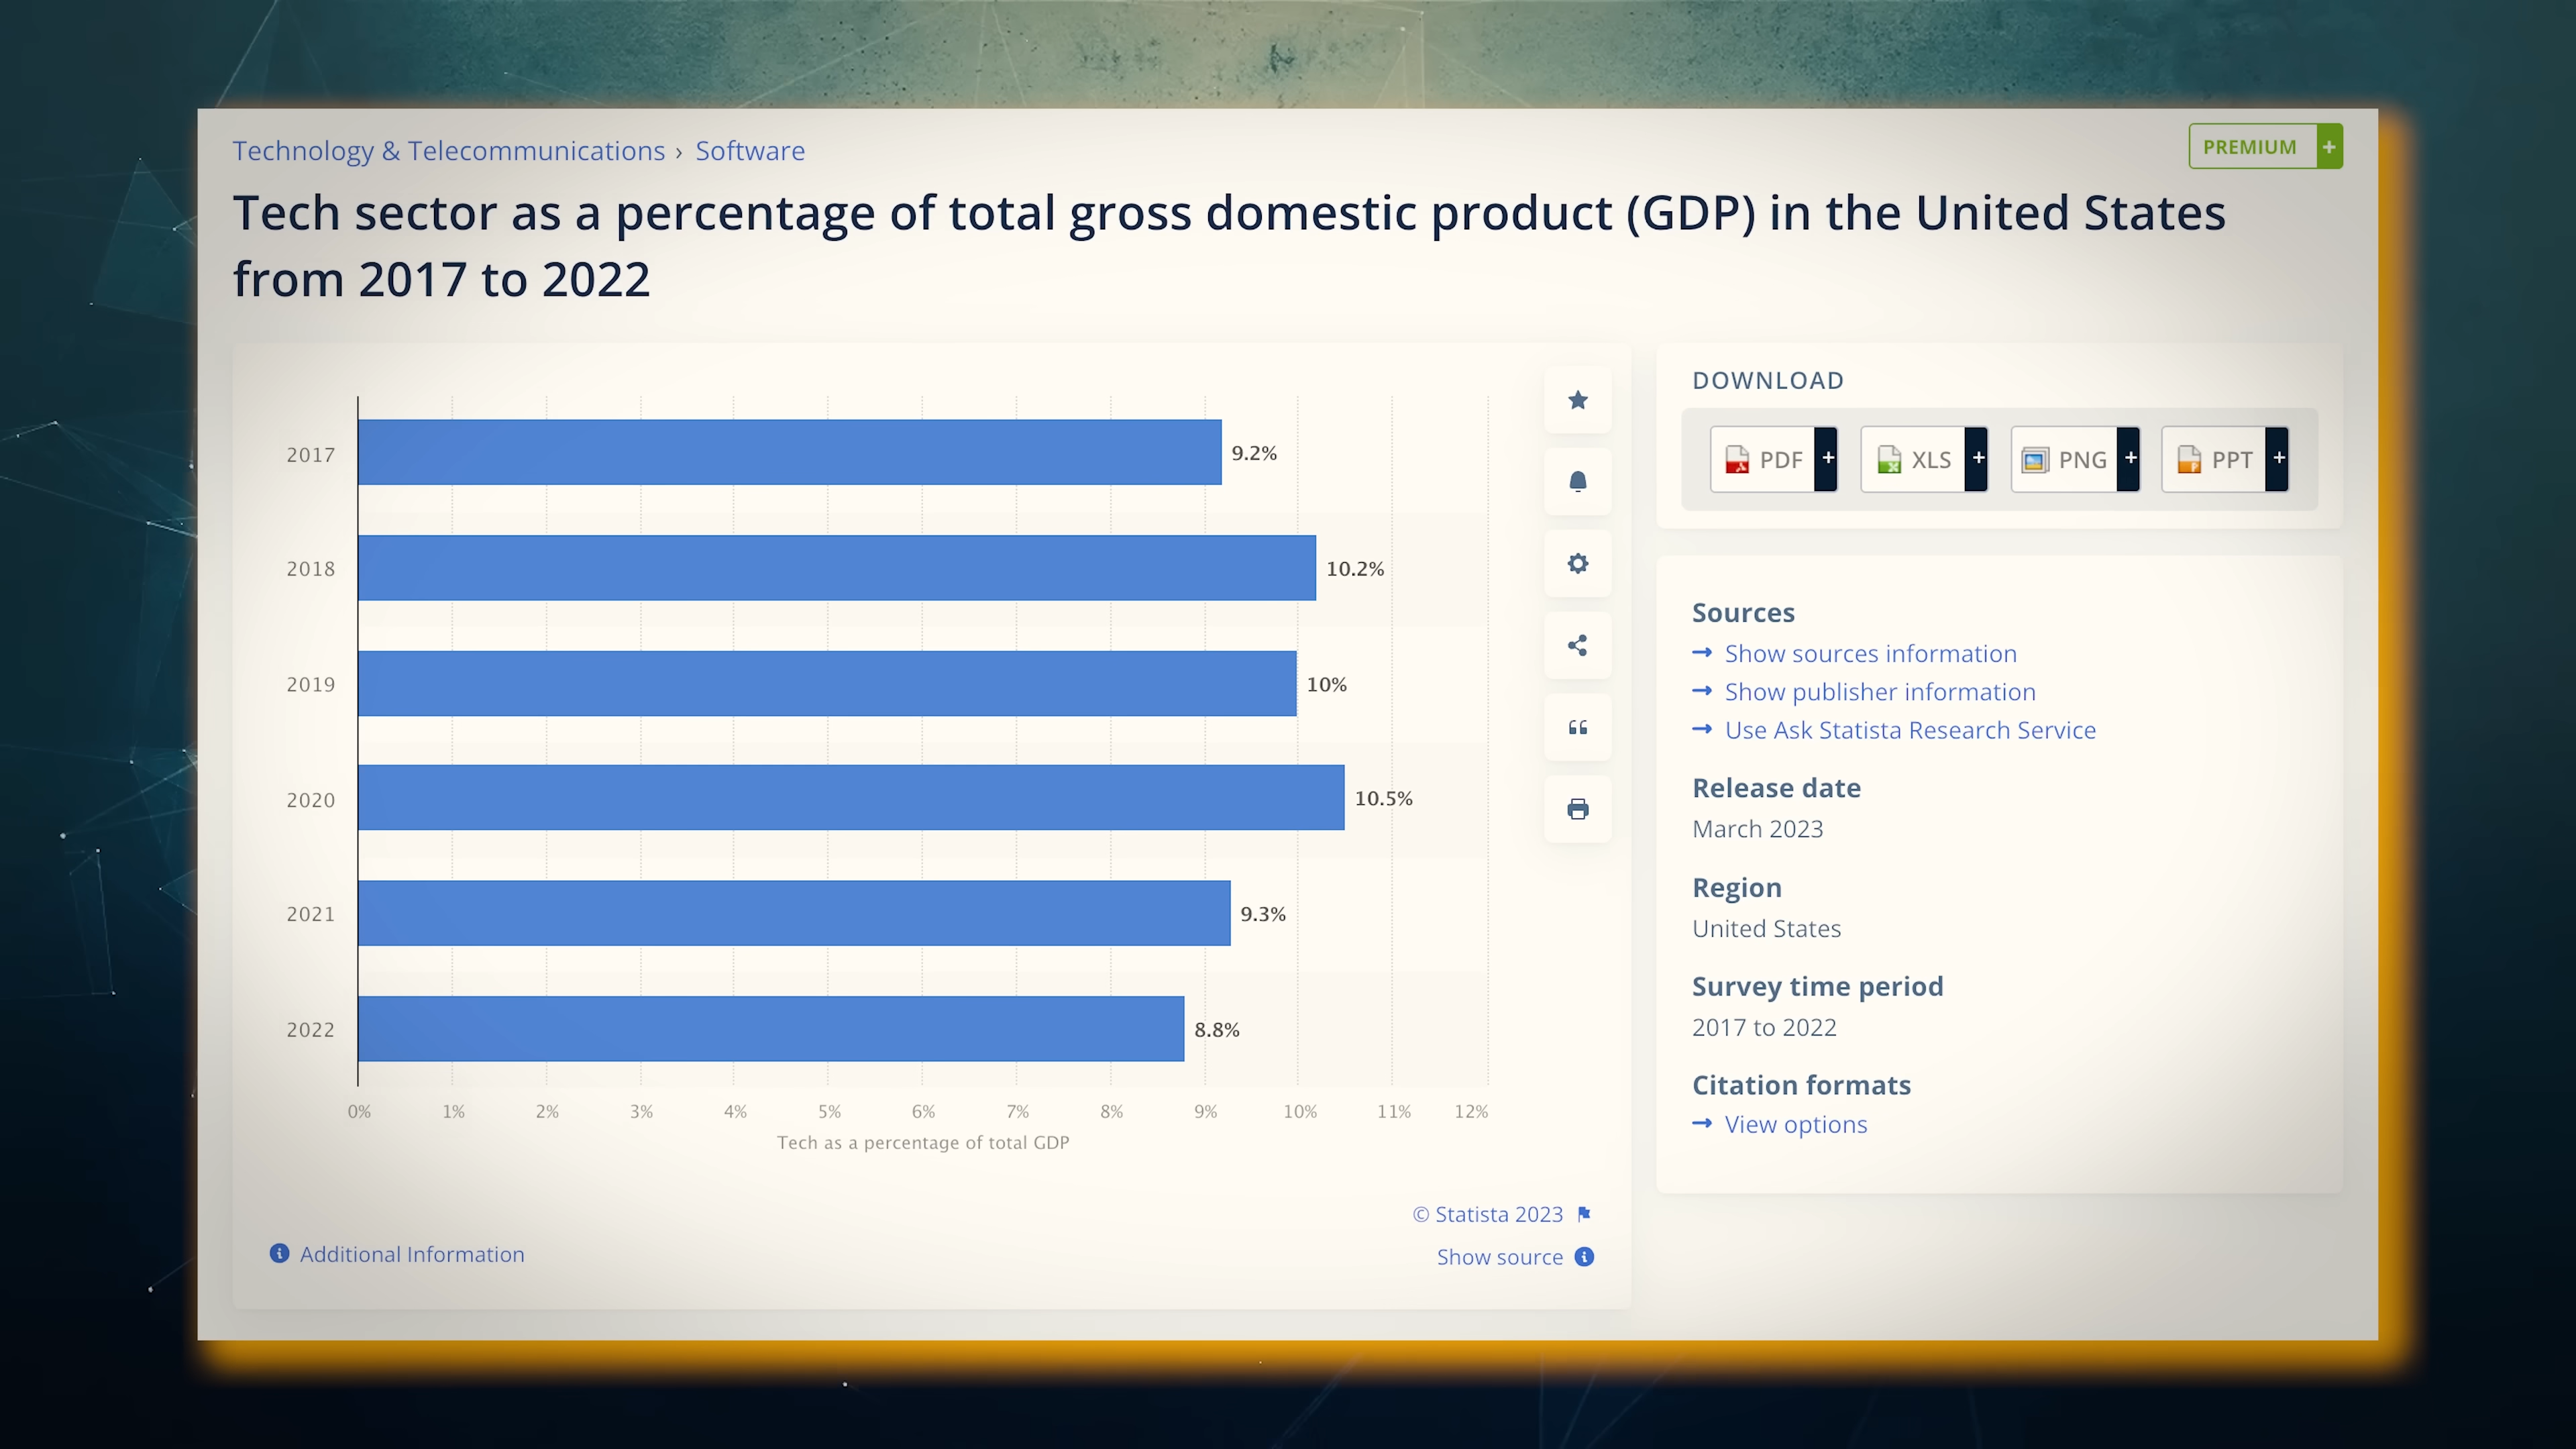 Technology & Telecommunications › Software
PREMIUM +
Tech sector as a percentage of total gross domestic product (GDP) in the United States
from 2017 to 2022
2017
9.2%
2018
10.2%
2019
10%
2020
10.5%
2021
9.3%
2022
8.8%
0% 1% 2% 3% 4% 5% 6% 7% 8% 9% 10% 11% 12%
Tech as a percentage of total GDP
© Statista 2023
Additional Information
Show source
DOWNLOAD
PDF + XLS + PNG + PPT +
Sources
→ Show sources information
→ Show publisher information
→ Use Ask Statista Research Service
Release date
March 2023
Region
United States
Survey time period
2017 to 2022
Citation formats
→ View options